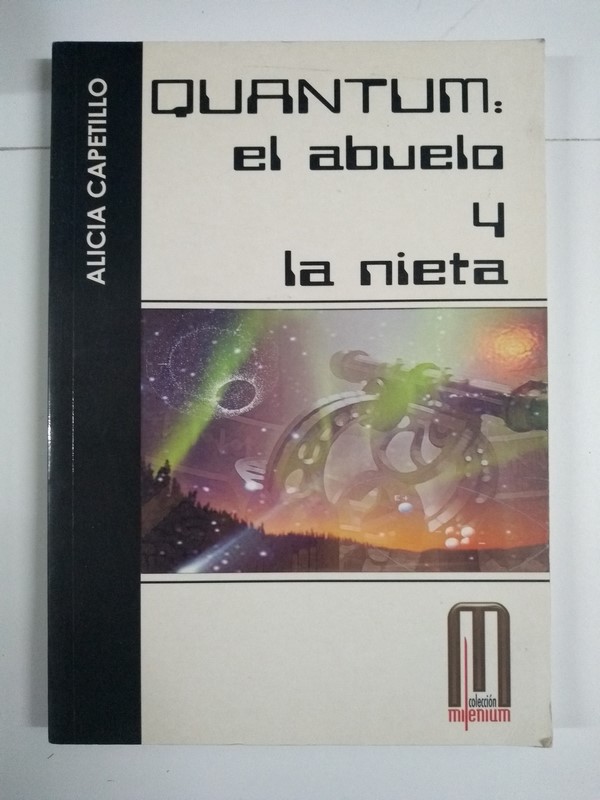 ALICIA CAPETILLO
QUANTUM:
el abuelo
y
la nieta
colección
milenium